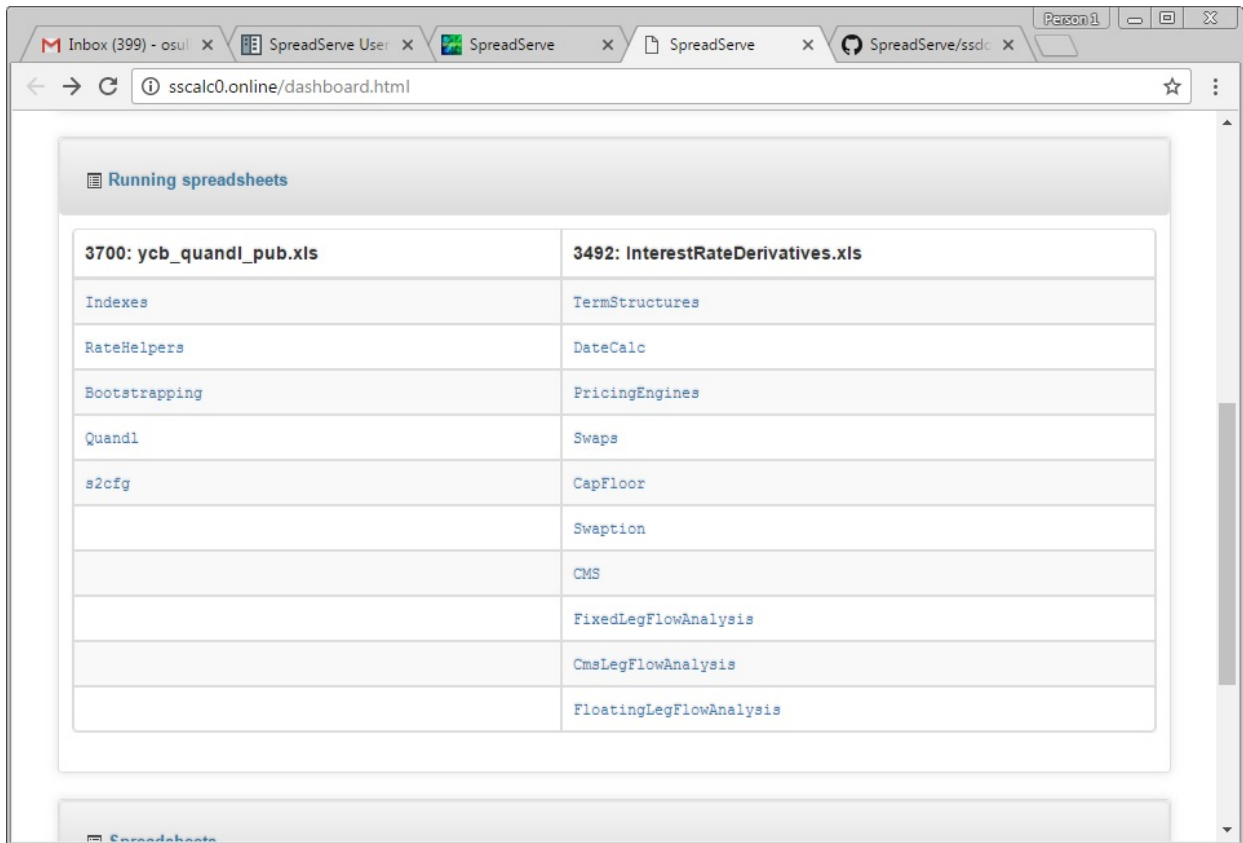 Person 1
Inbox (399) - osul
SpreadServe User
SpreadServe
SpreadServe
SpreadServe/ssdc
sscalc0.online/dashboard.html
Running spreadsheets
3700: ycb_quandl_pub.xls 3492: InterestRateDerivatives.xls
Indexes TermStructures
RateHelpers DateCalc
Bootstrapping PricingEngines
Quandl Swaps
s2cfg CapFloor
Swaption
CMS
FixedLegFlowAnalysis
CmsLegFlowAnalysis
FloatingLegFlowAnalysis
Spreadsheets